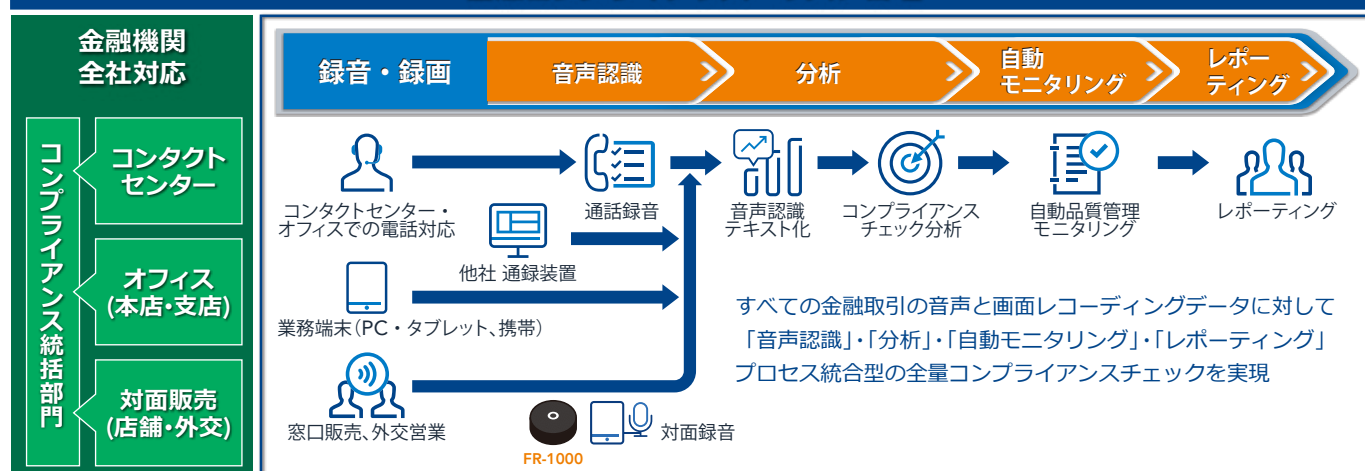 金融機関
全社対応
コンプライアンス統括部門
コンタクト
センター
オフィス
(本店・支店)
対面販売
(店舗・外交)
録音・録画
音声認識
分析
自動
モニタリング
レポー
ティング
コンタクトセンター・
オフィスでの電話対応
通話録音
音声認識
テキスト化
コンプライアンス
チェック分析
自動品質管理
モニタリング
レポーティング
他社 通録装置
業務端末(PC・タブレット、携帯)
窓口販売、外交営業
FR-1000
対面録音
すべての金融取引の音声と画面レコーディングデータに対して
「音声認識」・「分析」・「自動モニタリング」・「レポーティング」
プロセス統合型の全量コンプライアンスチェックを実現